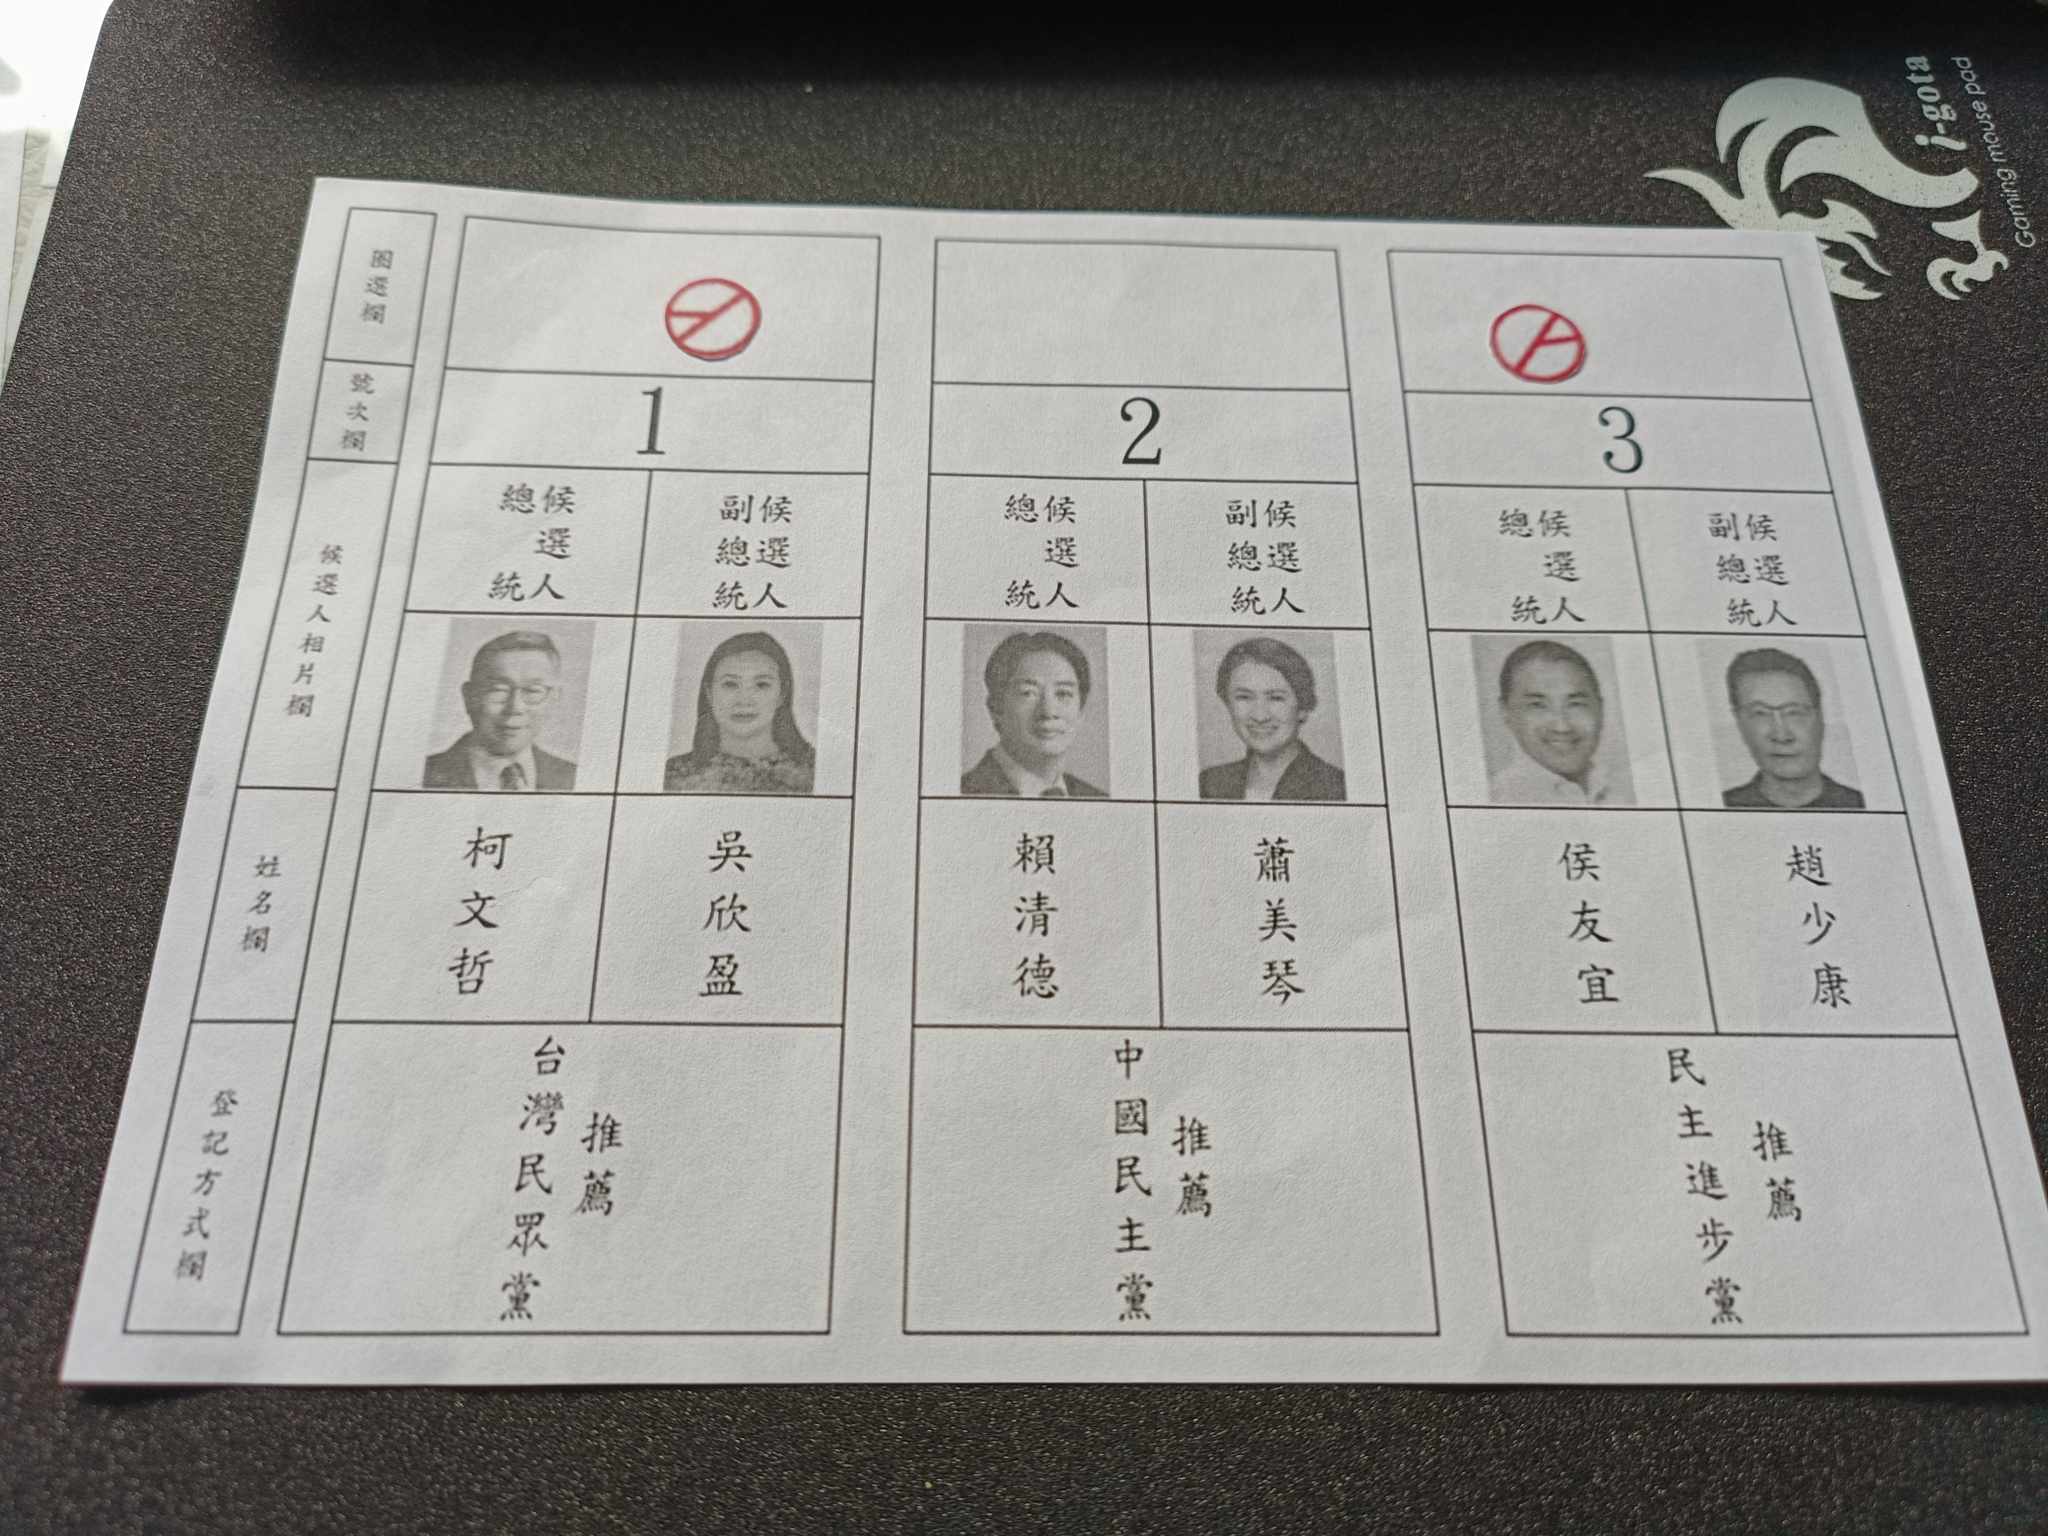 圈選欄
號次欄
候選人相片欄
姓名欄
登記方式欄
1
總統
候選人
副總統
候選人
柯文哲
吳欣盈
台灣民眾黨
推薦
2
總統
候選人
副總統
候選人
賴清德
蕭美琴
中國民主黨
推薦
3
總統
候選人
副總統
候選人
侯友宜
趙少康
民主進步黨
推薦
i-gota
Gaming mouse pad